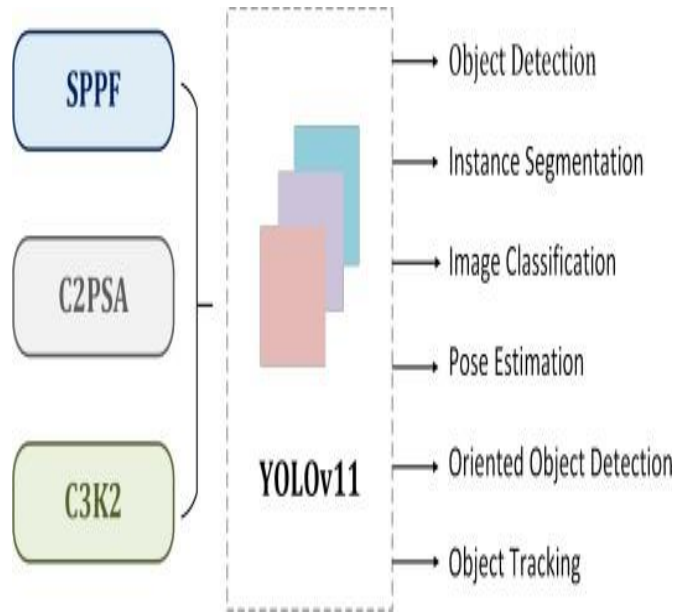 SPPF
C2PSA
C3K2
YOLOv11
Object Detection
Instance Segmentation
Image Classification
Pose Estimation
Oriented Object Detection
Object Tracking